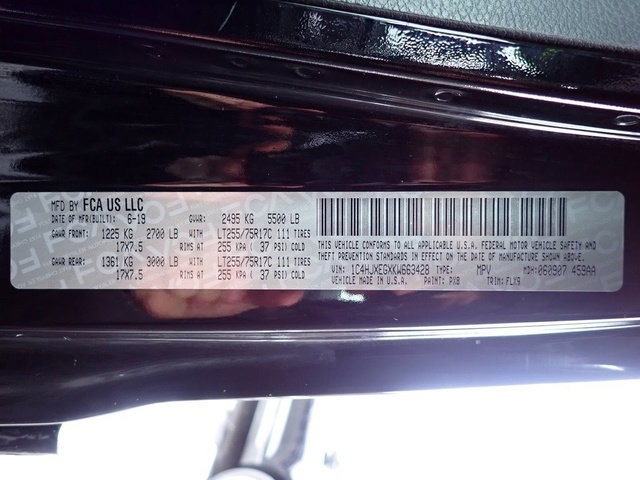 MFD BY FCA US LLC
DATE OF MFR(BUILT): 6-19 GVWR: 2495 KG 5500 LB
GAWR FRONT: 1225 KG 2700 LB WITH LT255/75R17C 111 TIRES
17X7.5 RIMS AT 255 KPA ( 37 PSI) COLD
GAWR REAR: 1361 KG 3000 LB WITH LT255/75R17C 111 TIRES
17X7.5 RIMS AT 255 KPA ( 37 PSI) COLD
THIS VEHICLE CONFORMS TO ALL APPLICABLE
U.S.A. FEDERAL MOTOR VEHICLE SAFETY AND
THEFT PREVENTION STANDARDS IN EFFECT ON THE DATE
OF MANUFACTURE SHOWN ABOVE.
VIN: 1C4HJXEGXKW663428 TYPE: MPV MDH: 060907 459AA
VEHICLE MADE IN U.S.A. PAINT: PX8 TRIM: FLX9